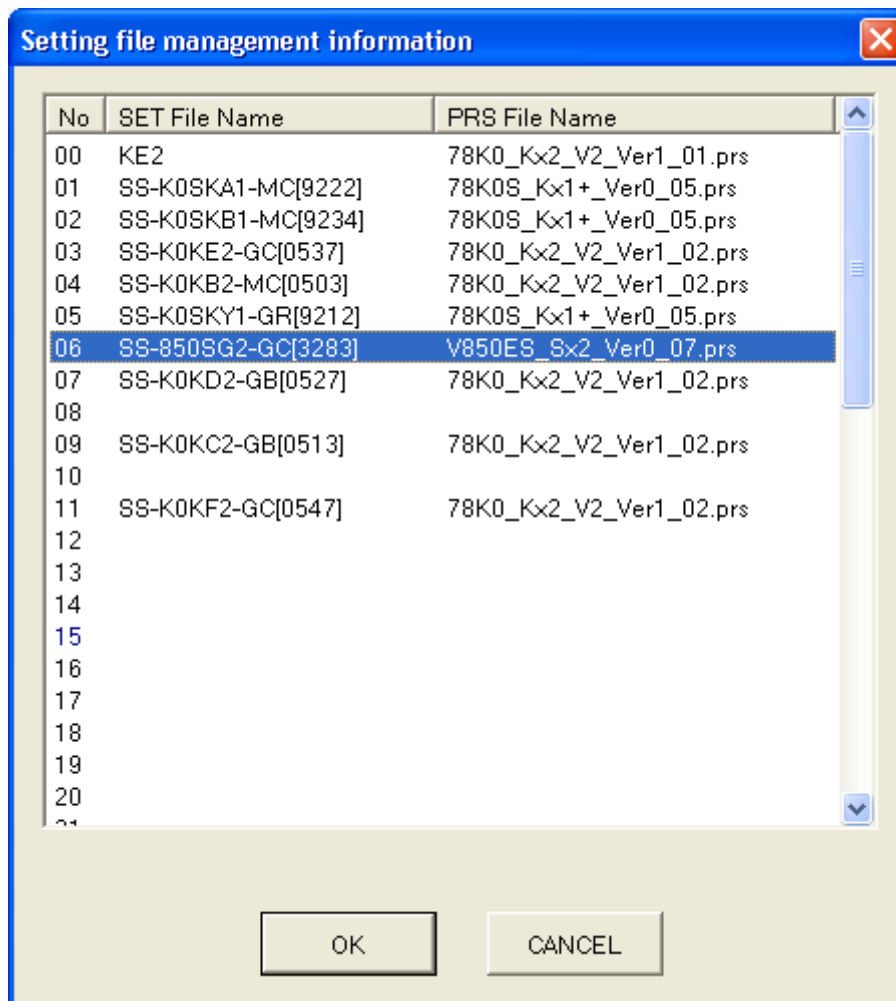 Setting file management information
No SET File Name PRS File Name
00 KE2 78K0_Kx2_V2_Ver1_01.prs
01 SS-K0SKA1-MC[9222] 78K0S_Kx1+_Ver0_05.prs
02 SS-K0SKB1-MC[9234] 78K0S_Kx1+_Ver0_05.prs
03 SS-K0KE2-GC[0537] 78K0_Kx2_V2_Ver1_02.prs
04 SS-K0KB2-MC[0503] 78K0_Kx2_V2_Ver1_02.prs
05 SS-K0SKY1-GR[9212] 78K0S_Kx1+_Ver0_05.prs
06 SS-850SG2-GC[3283] V850ES_Sx2_Ver0_07.prs
07 SS-K0KD2-GB[0527] 78K0_Kx2_V2_Ver1_02.prs
08
09 SS-K0KC2-GB[0513] 78K0_Kx2_V2_Ver1_02.prs
10
11 SS-K0KF2-GC[0547] 78K0_Kx2_V2_Ver1_02.prs
12
13
14
15
16
17
18
19
20
OK CANCEL